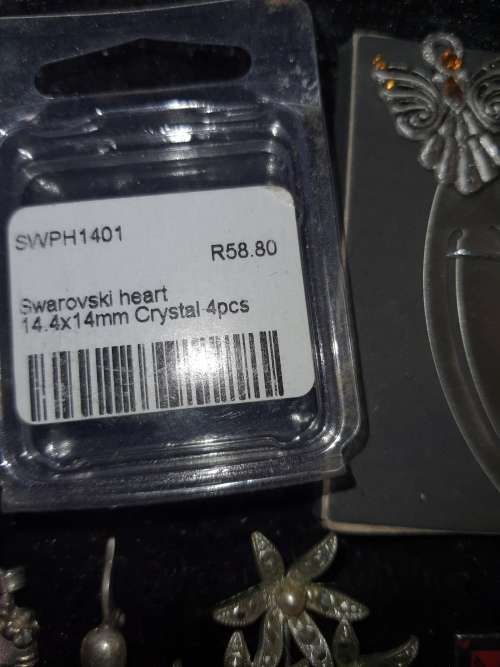 SWPH1401
R58.80
Swarovski heart
14.4x14mm Crystal 4pcs